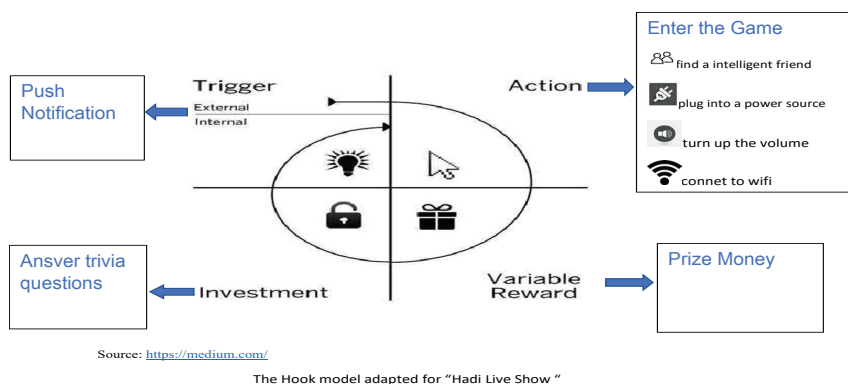 Enter the Game
find a intelligent friend
plug into a power source
turn up the volume
connet to wifi
Push
Notification
Trigger
External
Internal
Action
Ansver trivia
questions
Investment
Variable
Reward
Prize Money
Source: https://medium.com/
The Hook model adapted for “Hadi Live Show “